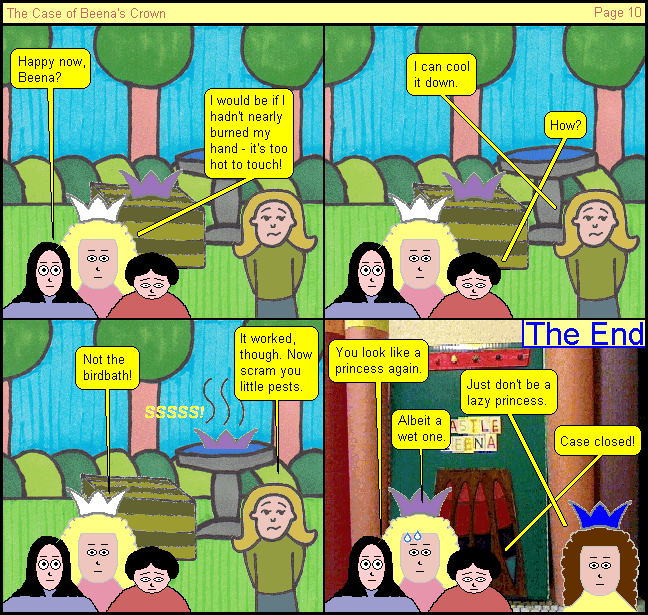 The Case of Beena's Crown
Page 10
Happy now,
Beena?
I would be if I
hadn't nearly
burned my
hand - it's too
hot to touch!
I can cool
it down.
How?
Not the
birdbath!
SSSSS!
It worked,
though. Now
scram you
little pests.
The End
You look like a
princess again.
Albeit a
wet one.
Just don't be a
lazy princess.
Case closed!
ASTLE
EENA